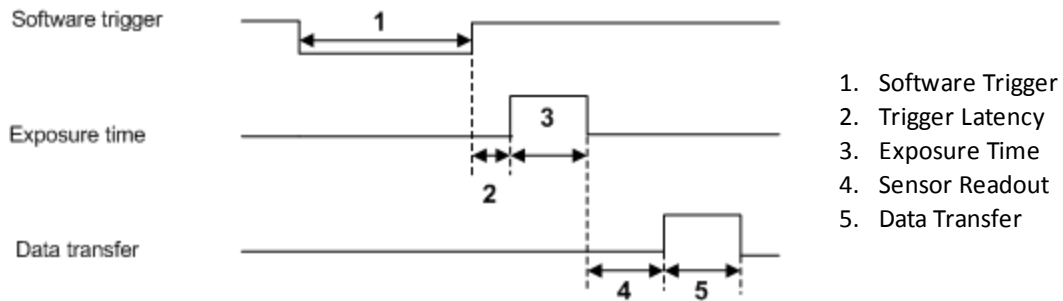 Software trigger
1
Exposure time
3
2
Data transfer
4
5
1. Software Trigger
2. Trigger Latency
3. Exposure Time
4. Sensor Readout
5. Data Transfer